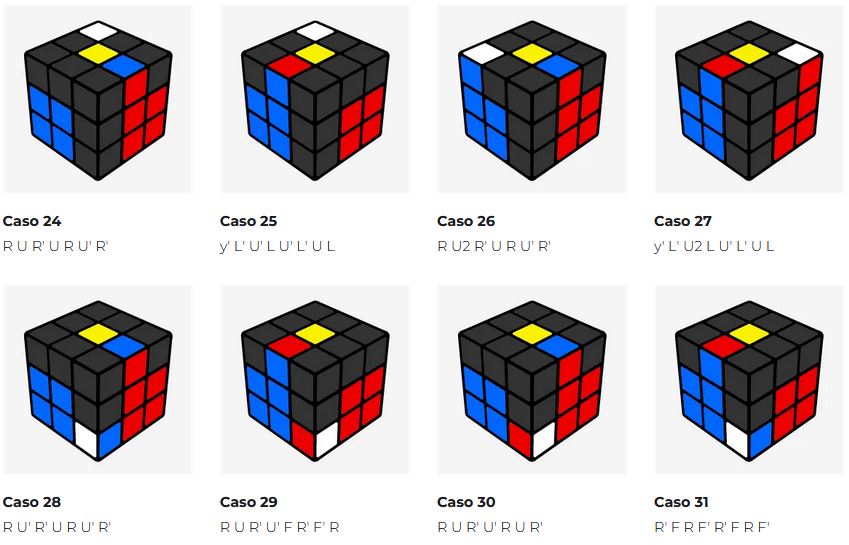 Caso 24
R U R' U R U' R'
Caso 25
y' L' U' L U' L' U L
Caso 26
R U2 R' U R U' R'
Caso 27
y' L' U2 L U' L' U L
Caso 28
R U' R' U R U' R'
Caso 29
R U R' U' F R' F' R
Caso 30
R U R' U' R U R'
Caso 31
R' F R F' R' F R F'